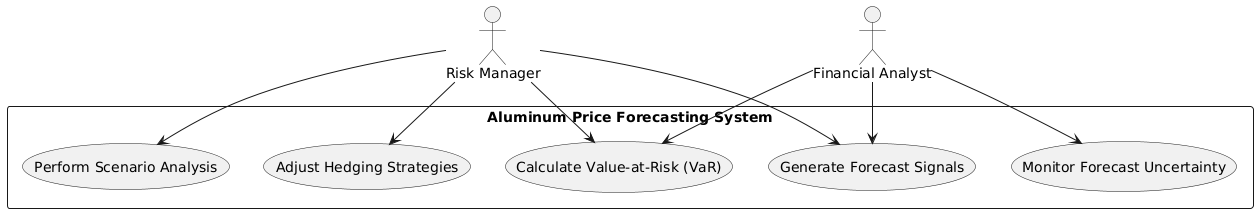 Risk Manager
Financial Analyst
Aluminum Price Forecasting System
Perform Scenario Analysis
Adjust Hedging Strategies
Calculate Value-at-Risk (VaR)
Generate Forecast Signals
Monitor Forecast Uncertainty